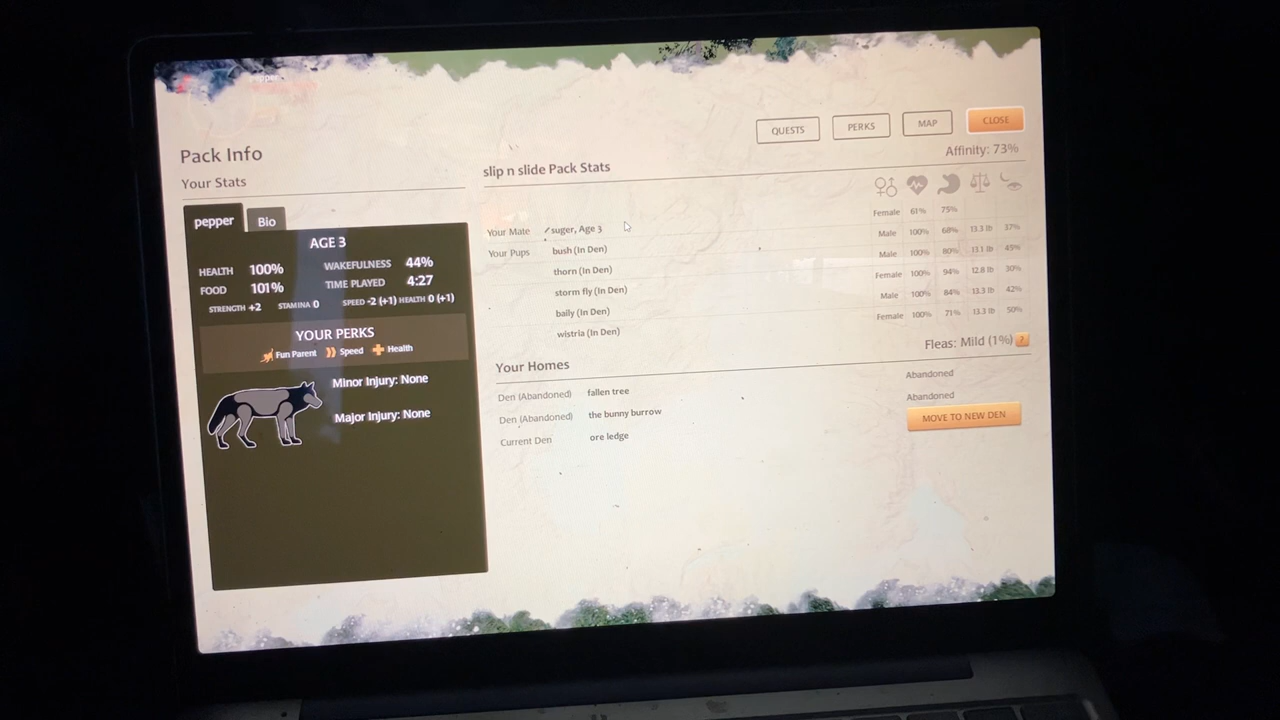 pepper
QUESTS PERKS MAP CLOSE
Pack Info
Affinity: 73%
Your Stats
slip n slide Pack Stats
pepper Bio
AGE 3
HEALTH 100% WAKEFULNESS 44%
FOOD 101% TIME PLAYED 4:27
STRENGTH +2 STAMINA 0 SPEED -2 (+1) HEALTH 0 (+1)
YOUR PERKS
Fun Parent Speed Health
Minor Injury: None
Major Injury: None
Your Mate suger, Age 3 Female 61% 75%
Your Pups bush (In Den) Male 100% 68% 13.3 lb 37%
thorn (In Den) Male 100% 80% 13.1 lb 45%
storm fly (In Den) Female 100% 94% 12.8 lb 30%
baily (In Den) Male 100% 84% 13.3 lb 42%
wistria (In Den) Female 100% 71% 13.3 lb 50%
Fleas: Mild (1%) ?
Your Homes
Den (Abandoned) fallen tree Abandoned
Den (Abandoned) the bunny burrow Abandoned
Current Den ore ledge MOVE TO NEW DEN